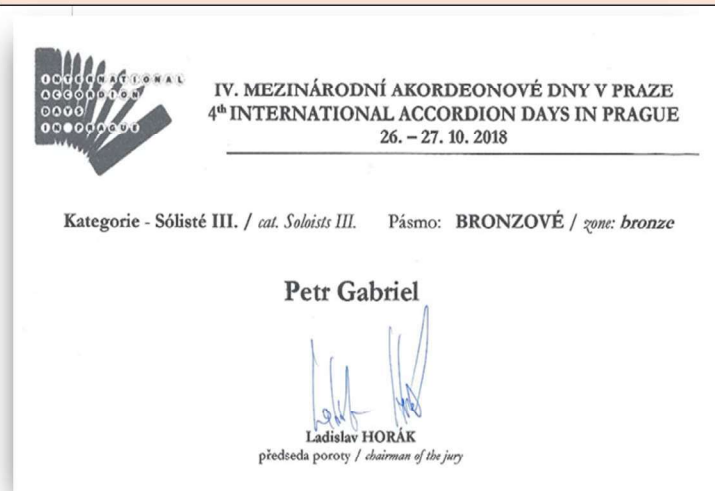 INTERNATIONAL
ACCORDION
DAYS
IN PRAGUE
IV. MEZINÁRODNÍ AKORDEONOVÉ DNY V PRAZE
4th INTERNATIONAL ACCORDION DAYS IN PRAGUE
26. – 27. 10. 2018
Kategorie - Sólisté III. / cat. Soloists III. Pásmo: BRONZOVÉ / zone: bronze
Petr Gabriel
Ladislav HORÁK
předseda poroty / chairman of the jury